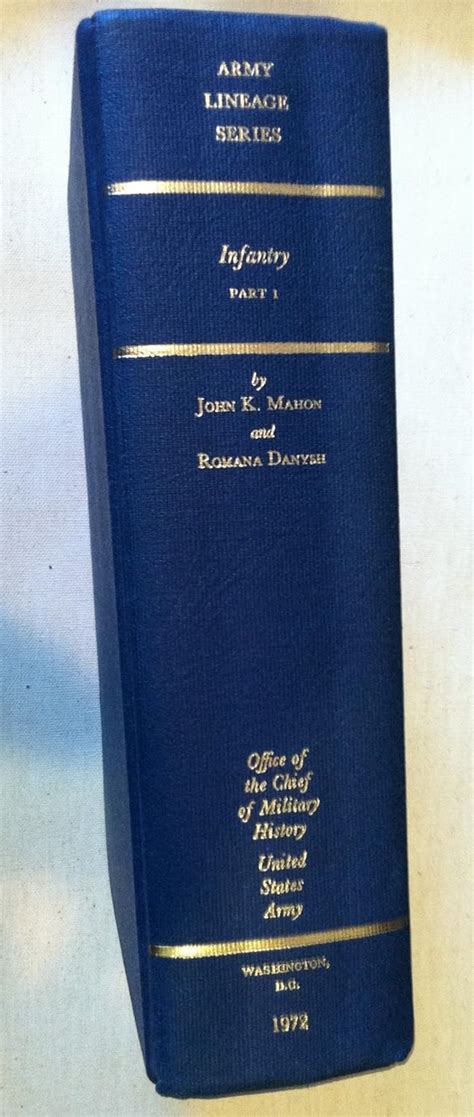 ARMY
LINEAGE
SERIES
Infantry
PART 1
by
JOHN K. MAHON
and
ROMANA DANYSH
Office of
the Chief
of Military
History
United
States
Army
WASHINGTON,
D.C.
1972